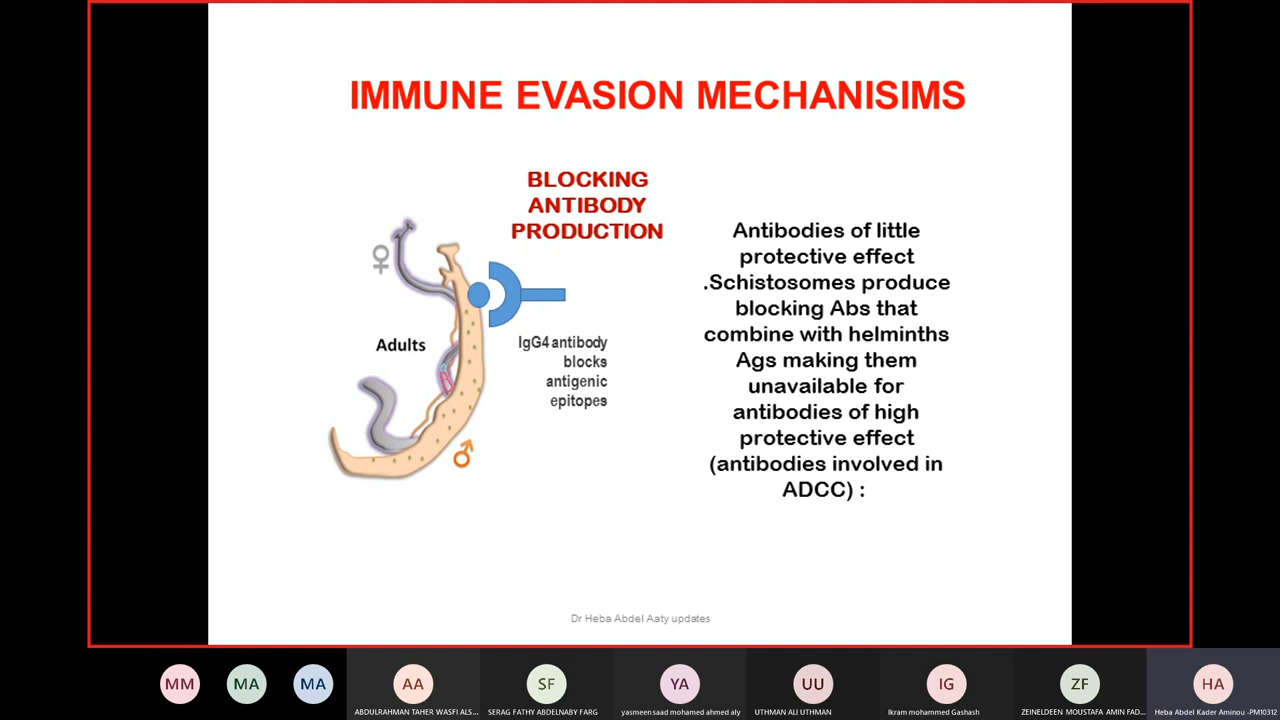 IMMUNE EVASION MECHANISIMS
BLOCKING
ANTIBODY
PRODUCTION
Adults
IgG4 antibody
blocks
antigenic
epitopes
Antibodies of little
protective effect
.Schistosomes produce
blocking Abs that
combine with helminths
Ags making them
unavailable for
antibodies of high
protective effect
(antibodies involved in
ADCC) :
Dr Heba Abdel Aaty updates
MM
MA
MA
AA
SF
YA
UU
IG
ZF
HA
ABDULRAHMAN TAHER WASFI ALS...
SERAG FATHY ABDELNABY FARG
yasmeen saad mohamed ahmed aly
UTHMAN ALI UTHMAN
Ikram mohammed Gashash
ZEINELDEEN MOUSTAFA AMIN FAD...
Heba Abdel Kader Aminou -PM10312